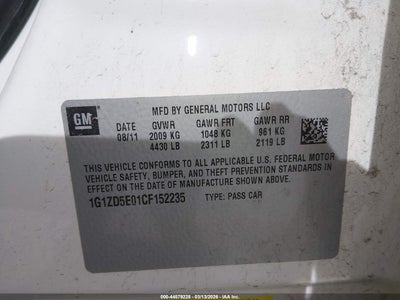 MFD BY GENERAL MOTORS LLC
GM
DATE GVWR GAWR FRT GAWR RR
08/11 2009 KG 1048 KG 961 KG
4430 LB 2311 LB 2119 LB
THIS VEHICLE CONFORMS TO ALL APPLICABLE U.S. FEDERAL MOTOR
VEHICLE SAFETY, BUMPER, AND THEFT PREVENTION STANDARDS
IN EFFECT ON THE DATE OF MANUFACTURE SHOWN ABOVE.
1G1ZD5E01CF152235 TYPE: PASS CAR
000-44679228 - 03/13/2026 - IAA Inc.